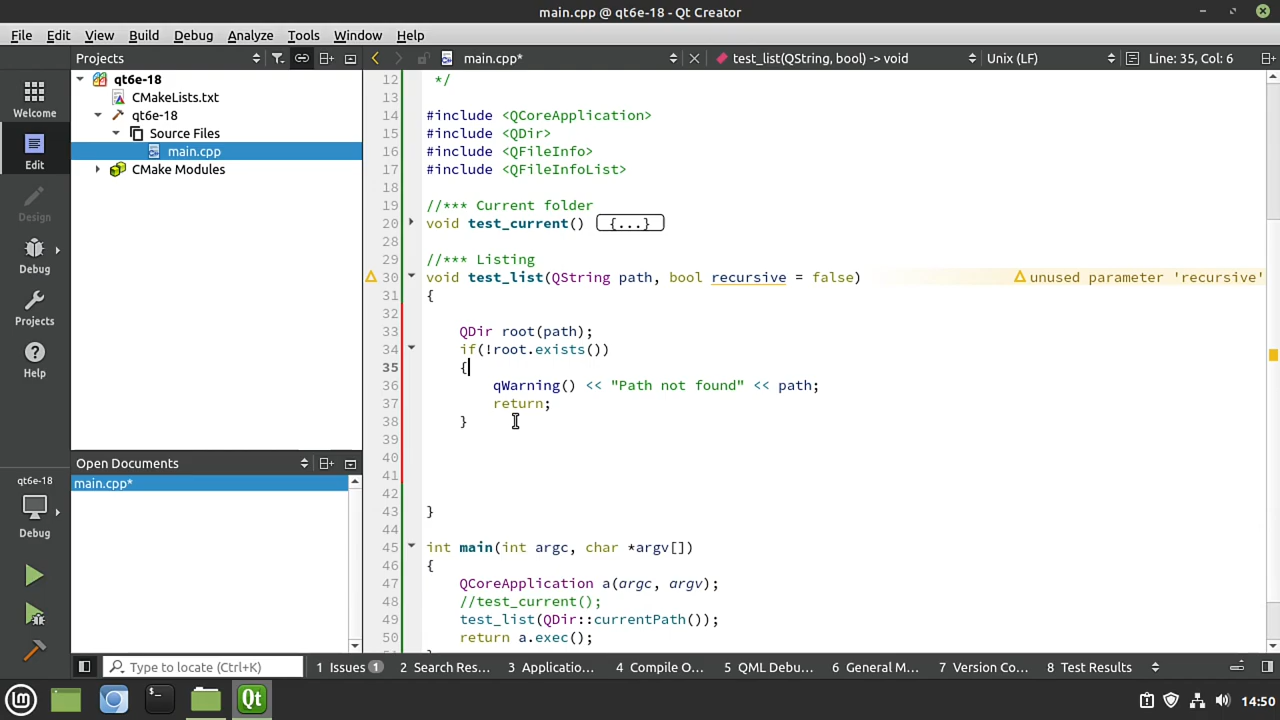 main.cpp @ qt6e-18 - Qt Creator
File Edit View Build Debug Analyze Tools Window Help
Projects main.cpp* test_list(QString, bool) -> void Unix (LF) Line: 35, Col: 6
Welcome
Edit
Design
Debug
Projects
Help
qt6e-18
Debug
qt6e-18
CMakeLists.txt
qt6e-18
Source Files
main.cpp
CMake Modules
Open Documents
main.cpp*
12 */
13
14 #include <QCoreApplication>
15 #include <QDir>
16 #include <QFileInfo>
17 #include <QFileInfoList>
18
19 //*** Current folder
20 void test_current() {...}
28
29 //*** Listing
30 void test_list(QString path, bool recursive = false) unused parameter 'recursive'
31 {
32
33 QDir root(path);
34 if(!root.exists())
35 {
36 qWarning() << "Path not found" << path;
37 return;
38 }
39
40
41
42
43 }
44
45 int main(int argc, char *argv[])
46 {
47 QCoreApplication a(argc, argv);
48 //test_current();
49 test_list(QDir::currentPath());
50 return a.exec();
Type to locate (Ctrl+K) 1 Issues 1 2 Search Res... 3 Applicatio... 4 Compile O... 5 QML Debu... 6 General M... 7 Version Co... 8 Test Results
Qt 14:50